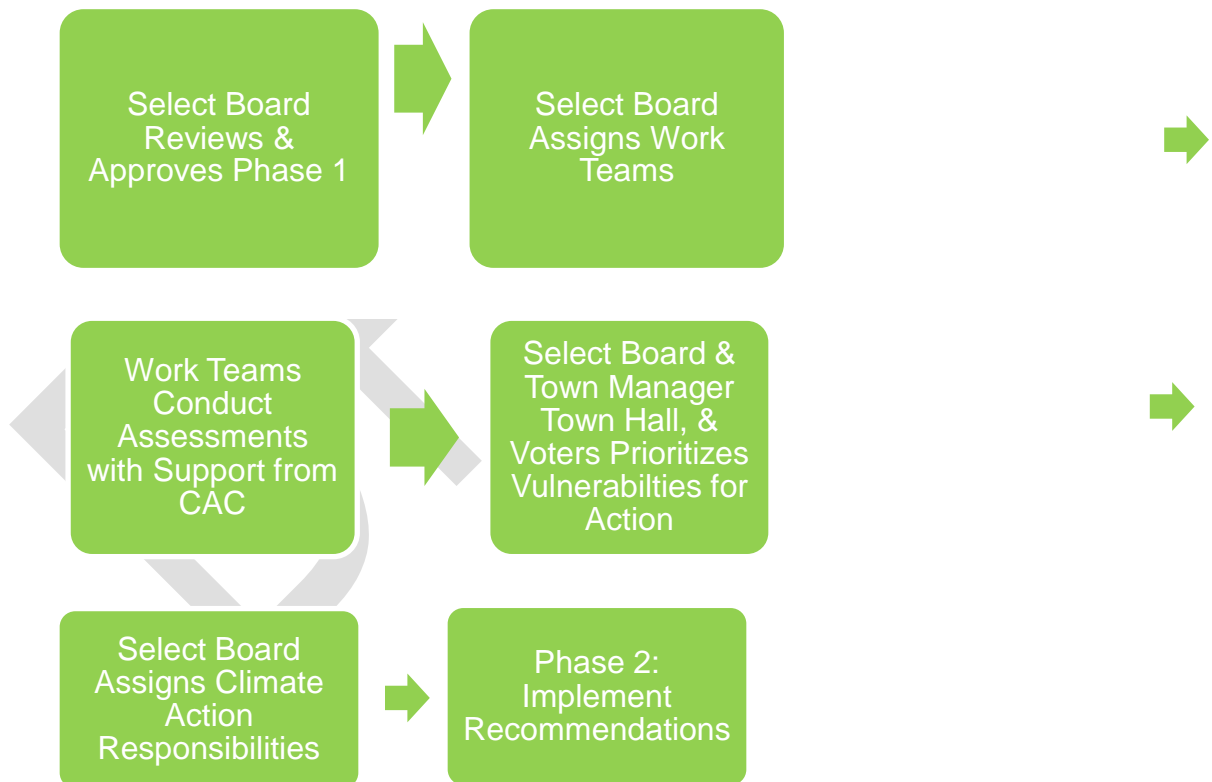 Select Board
Reviews &
Approves Phase 1
Select Board
Assigns Work
Teams
Work Teams
Conduct
Assessments
with Support from
CAC
Select Board &
Town Manager
Town Hall, &
Voters Prioritizes
Vulnerabilties for
Action
Select Board
Assigns Climate
Action
Responsibilities
Phase 2:
Implement
Recommendations